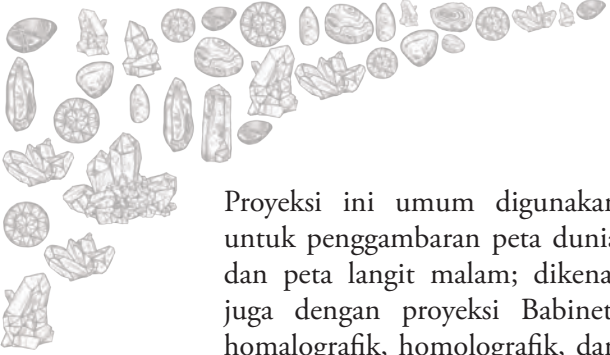 Proyeksi ini umum digunakan
untuk penggambaran peta dunia
dan peta langit malam; dikenal
juga dengan proyeksi Babinet,
homalografik, homolografik, dan